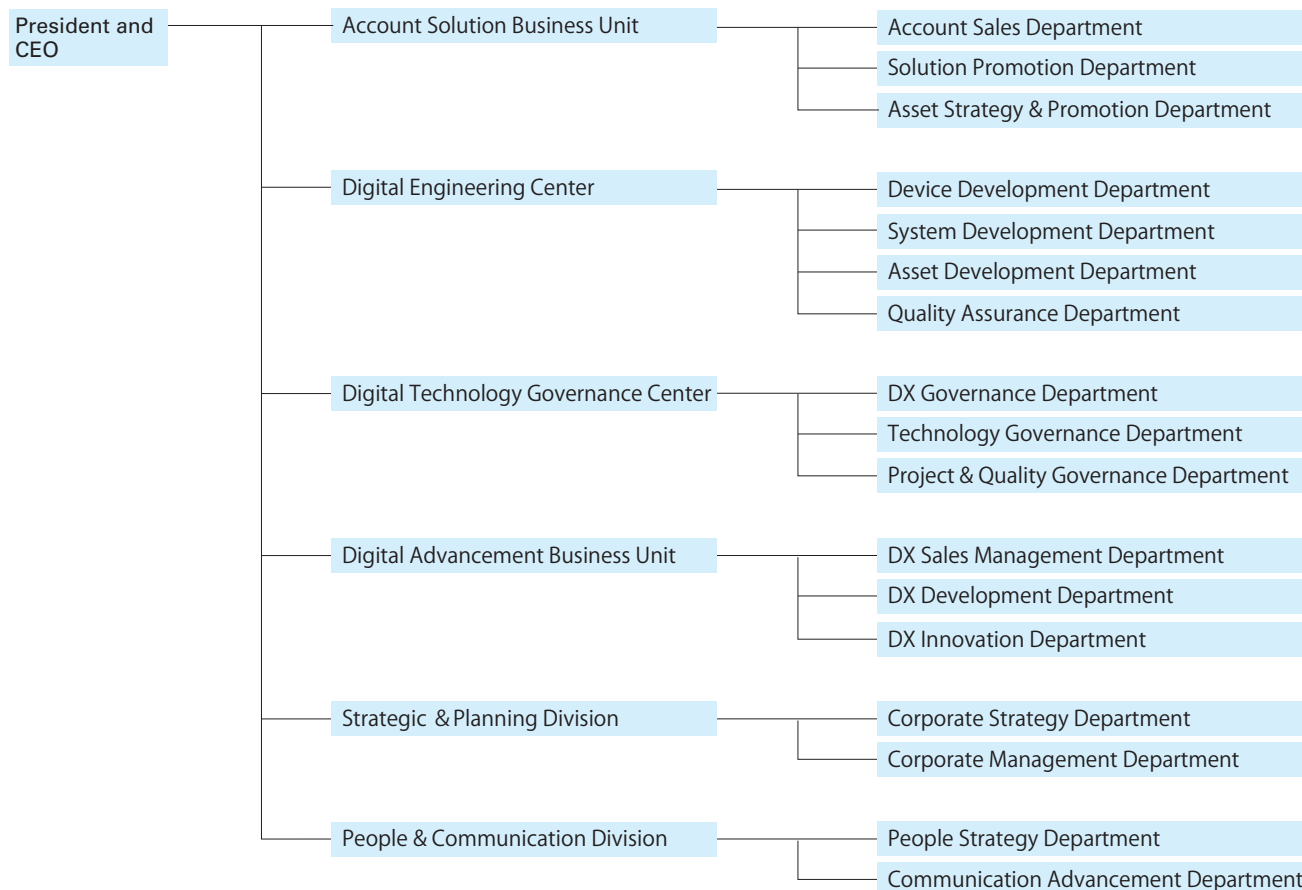 President and
CEO
Account Solution Business Unit
Account Sales Department
Solution Promotion Department
Asset Strategy & Promotion Department
Digital Engineering Center
Device Development Department
System Development Department
Asset Development Department
Quality Assurance Department
Digital Technology Governance Center
DX Governance Department
Technology Governance Department
Project & Quality Governance Department
Digital Advancement Business Unit
DX Sales Management Department
DX Development Department
DX Innovation Department
Strategic & Planning Division
Corporate Strategy Department
Corporate Management Department
People & Communication Division
People Strategy Department
Communication Advancement Department